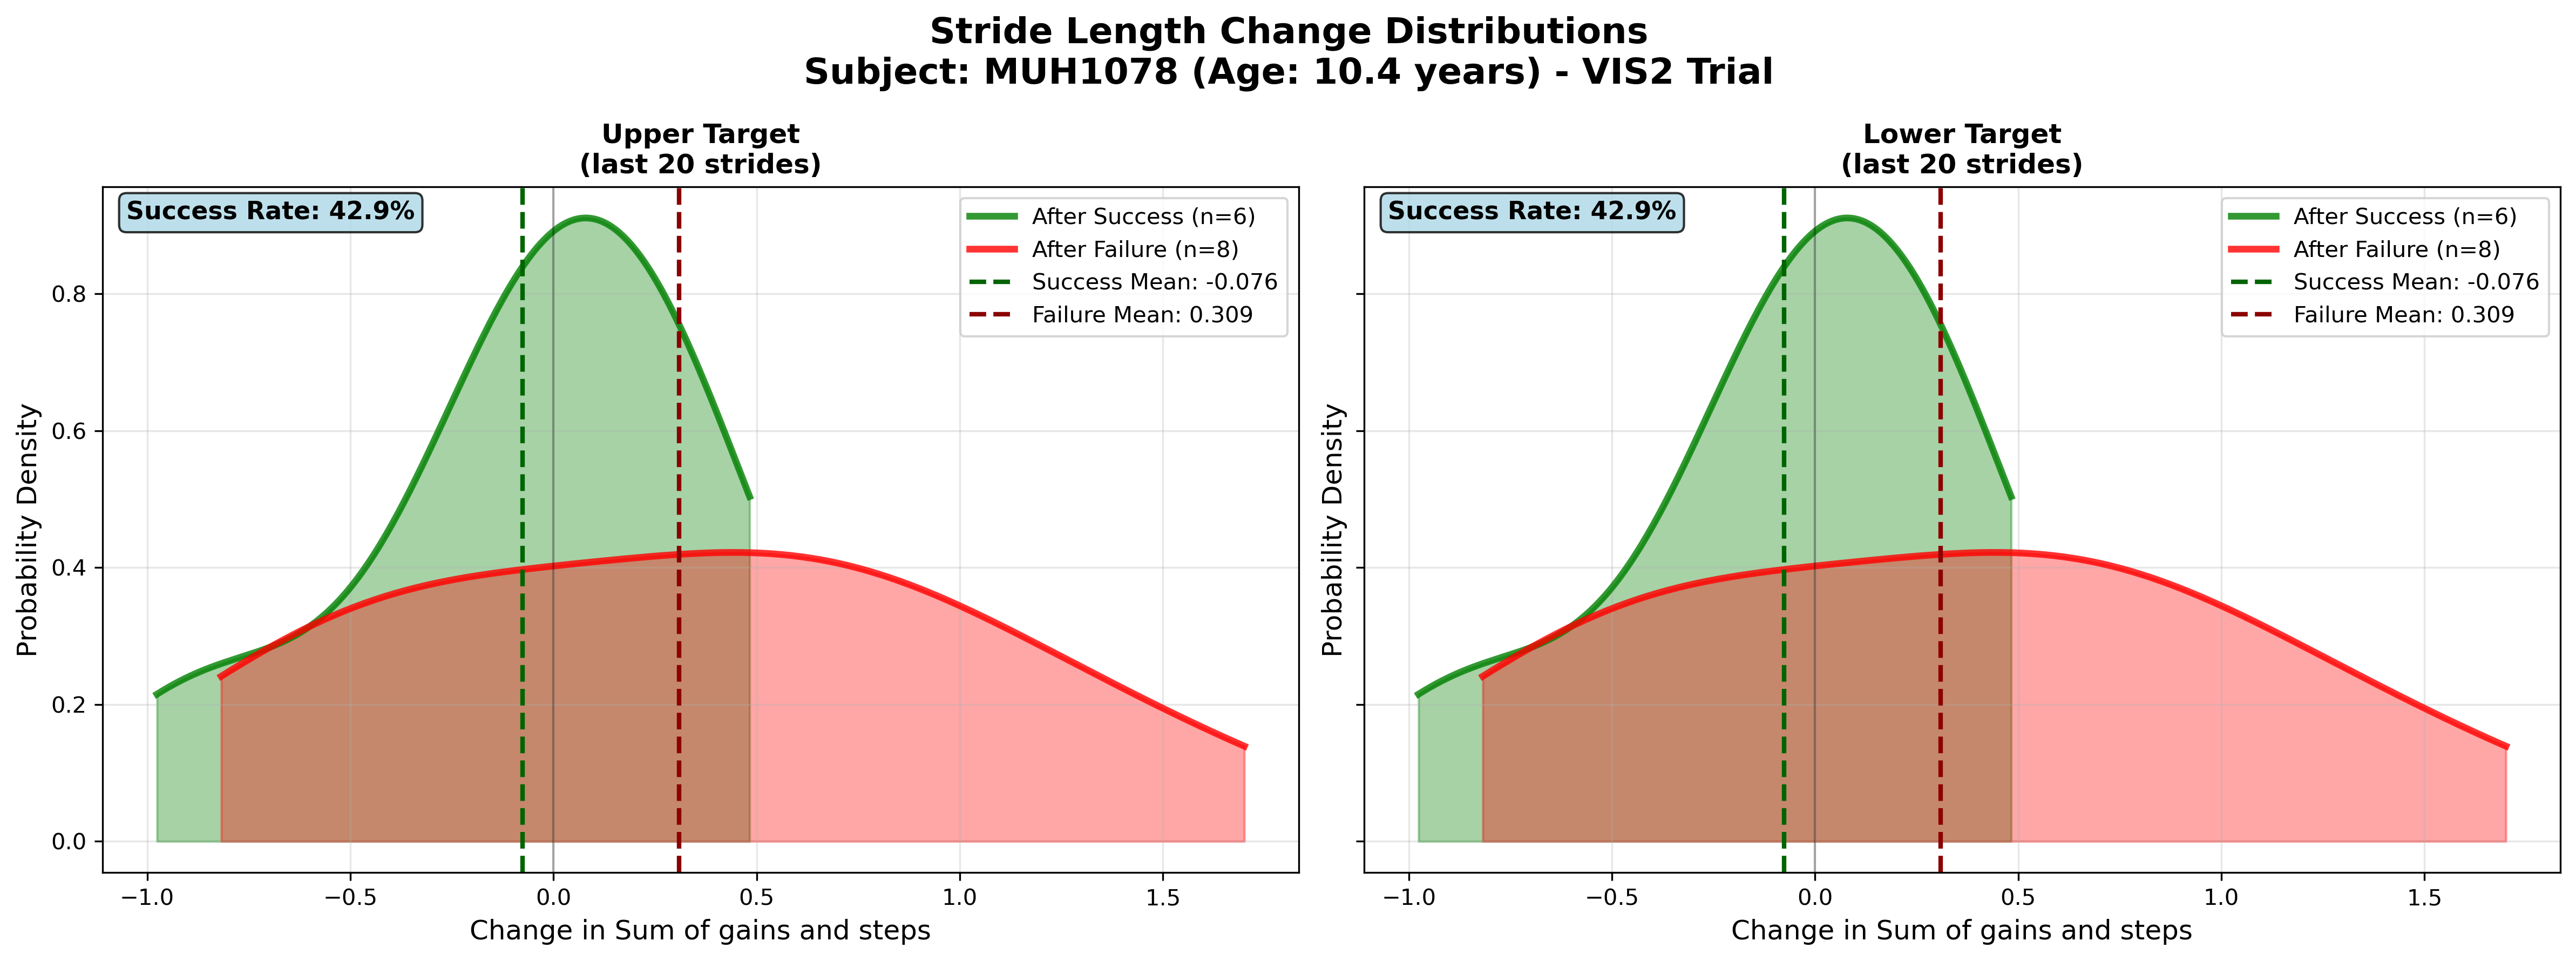 Stride Length Change Distributions
Subject: MUH1078 (Age: 10.4 years) - VIS2 Trial
Upper Target
(last 20 strides)
Success Rate: 42.9%
After Success (n=6)
After Failure (n=8)
Success Mean: -0.076
Failure Mean: 0.309
Probability Density
0.8
0.6
0.4
0.2
0.0
−1.0 −0.5 0.0 0.5 1.0 1.5
Change in Sum of gains and steps
Lower Target
(last 20 strides)
Success Rate: 42.9%
After Success (n=6)
After Failure (n=8)
Success Mean: -0.076
Failure Mean: 0.309
Probability Density
−1.0 −0.5 0.0 0.5 1.0 1.5
Change in Sum of gains and steps